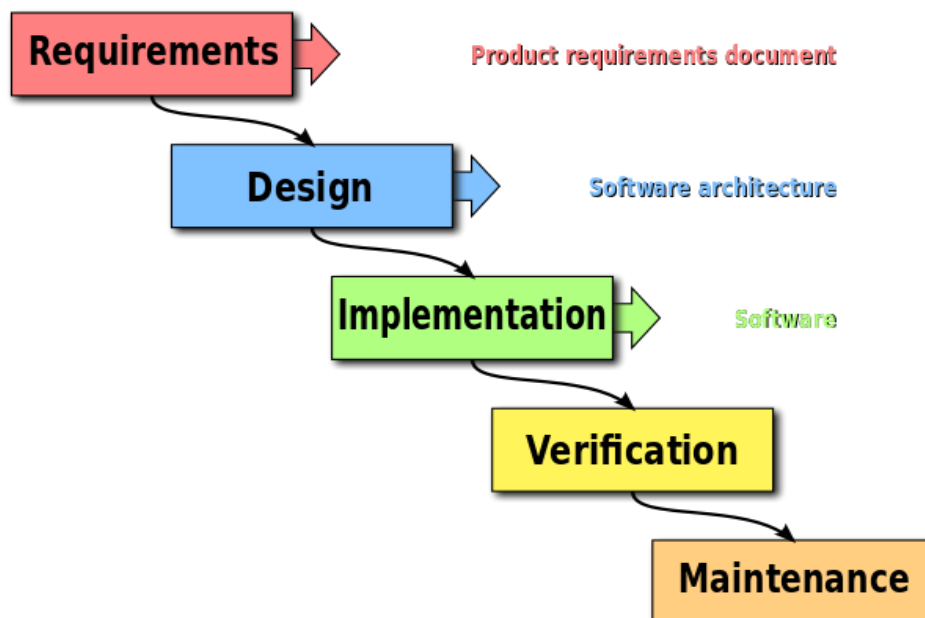 Requirements
Product requirements document
Design
Software architecture
Implementation
Software
Verification
Maintenance